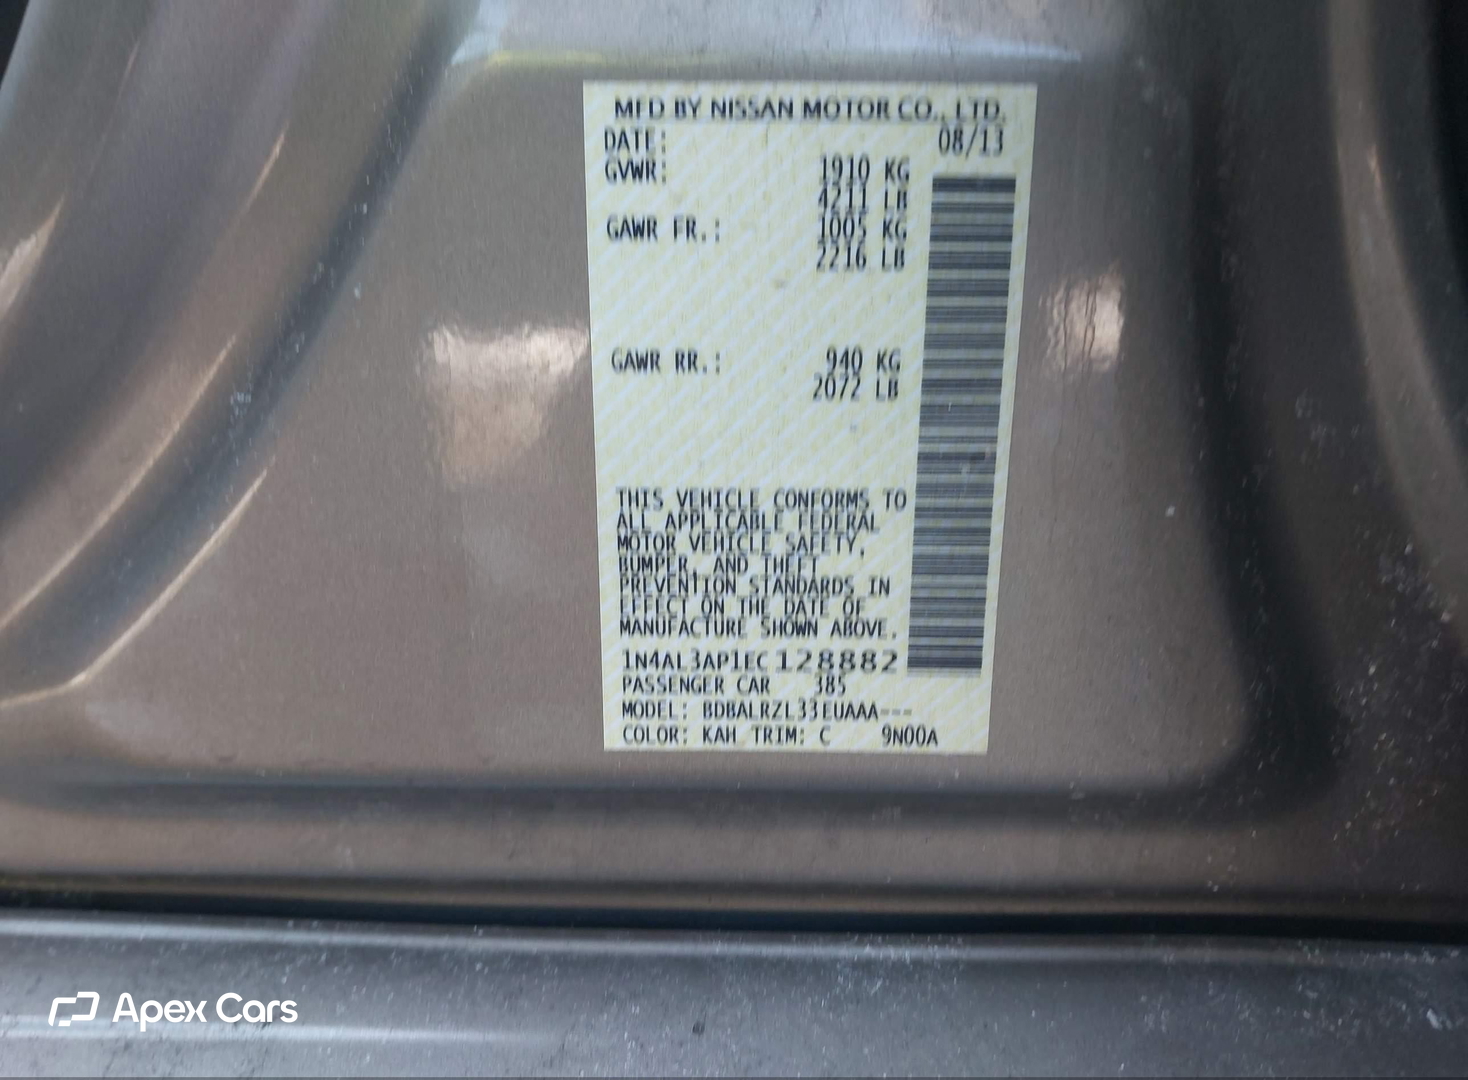 MFD BY NISSAN MOTOR CO., LTD.
DATE: 08/13
GVWR: 1910 KG
4211 LB
GAWR FR.: 1005 KG
2216 LB
GAWR RR.: 940 KG
2072 LB
THIS VEHICLE CONFORMS TO
ALL APPLICABLE FEDERAL
MOTOR VEHICLE SAFETY,
BUMPER, AND THEFT
PREVENTION STANDARDS IN
EFFECT ON THE DATE OF
MANUFACTURE SHOWN ABOVE.
1N4AL3AP1EC128882
PASSENGER CAR 385
MODEL: BDBALRZL33EUAAA---
COLOR: KAH TRIM: C 9N00A
Apex Cars